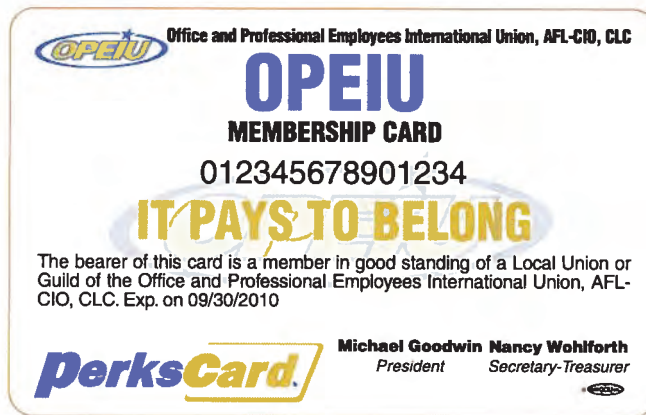 OPEIU
Office and Professional Employees International Union, AFL-CIO, CLC
OPEIU
MEMBERSHIP CARD
012345678901234
IT PAYS TO BELONG
The bearer of this card is a member in good standing of a Local Union or
Guild of the Office and Professional Employees International Union, AFL-
CIO, CLC. Exp. on 09/30/2010
perksCard.
Michael Goodwin Nancy Wohlforth
President Secretary-Treasurer